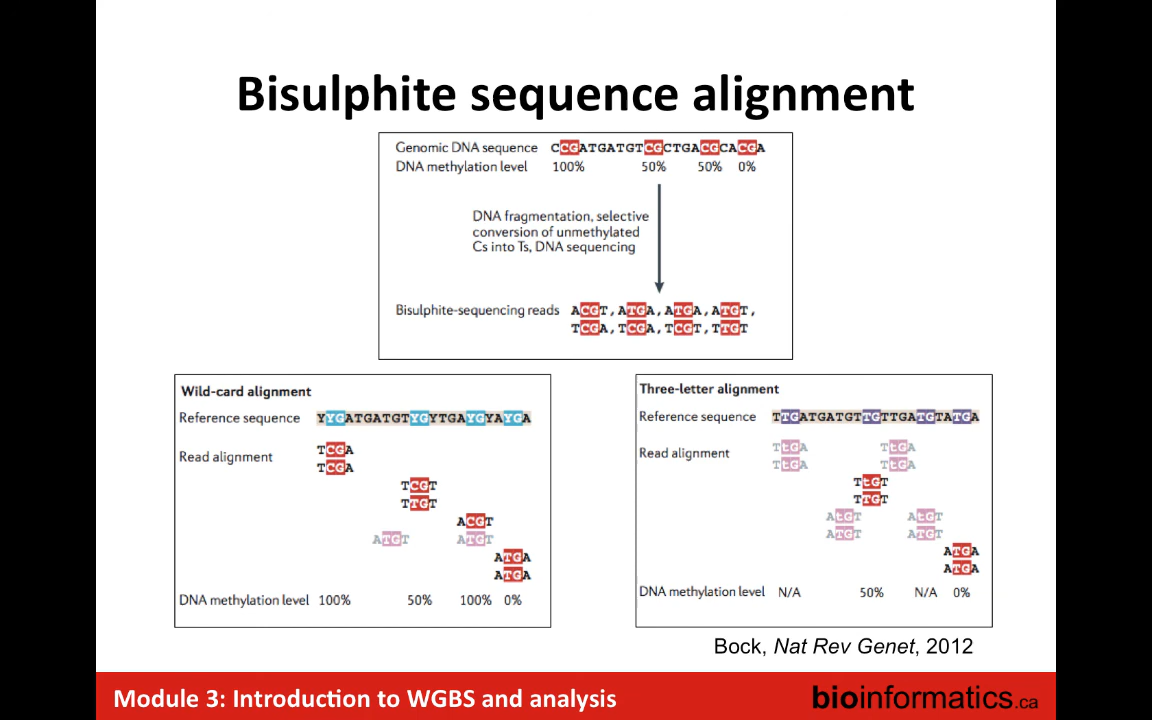 Bisulphite sequence alignment
Genomic DNA sequence CCGATGATGTCGCTGACGCACGA
DNA methylation level 100% 50% 50% 0%
DNA fragmentation, selective
conversion of unmethylated
Cs into Ts, DNA sequencing
Bisulphite-sequencing reads ACGT, ATGA, ATGA, ATGT,
TCGA, TCGA, TCGT, TTGT
Wild-card alignment
Reference sequence YYGATGATGTYGYTGAYGYAYGA
Read alignment
TCGA
TCGA
TCGT
TTGT
ACGT
ATGT ATGT
ATGA
ATGA
DNA methylation level 100% 50% 100% 0%
Three-letter alignment
Reference sequence TTGATGATGTTGTTGATGTATGA
Read alignment
TtGA TtGA
TtGA TtGA
TtGT
TTGT
AtGT AtGT
ATGT ATGT
ATGA
ATGA
DNA methylation level N/A 50% N/A 0%
Bock, Nat Rev Genet, 2012
Module 3: Introduction to WGBS and analysis
bioinformatics.ca